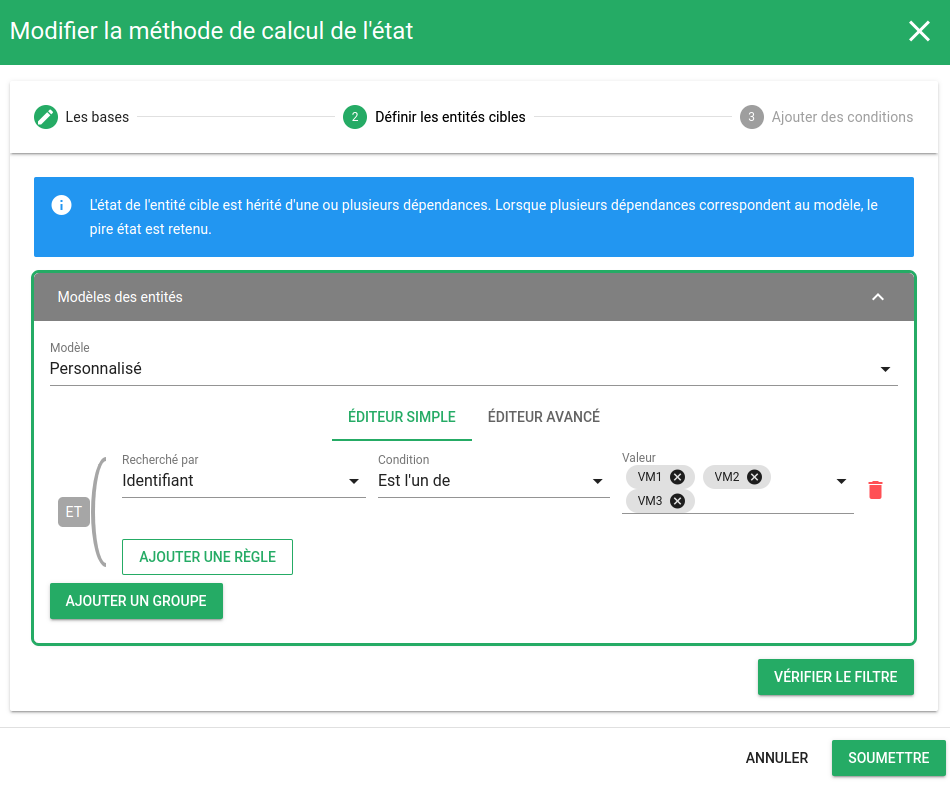 Modifier la méthode de calcul de l'état
Les bases
2
Définir les entités cibles
3
Ajouter des conditions
L'état de l'entité cible est hérité d'une ou plusieurs dépendances. Lorsque plusieurs dépendances correspondent au modèle, le
pire état est retenu.
Modèles des entités
Modèle
Personnalisé
ÉDITEUR SIMPLE
ÉDITEUR AVANCÉ
ET
Recherché par
Identifiant
Condition
Est l'un de
Valeur
VM1
VM2
VM3
AJOUTER UNE RÈGLE
AJOUTER UN GROUPE
VÉRIFIER LE FILTRE
ANNULER
SOUMETTRE